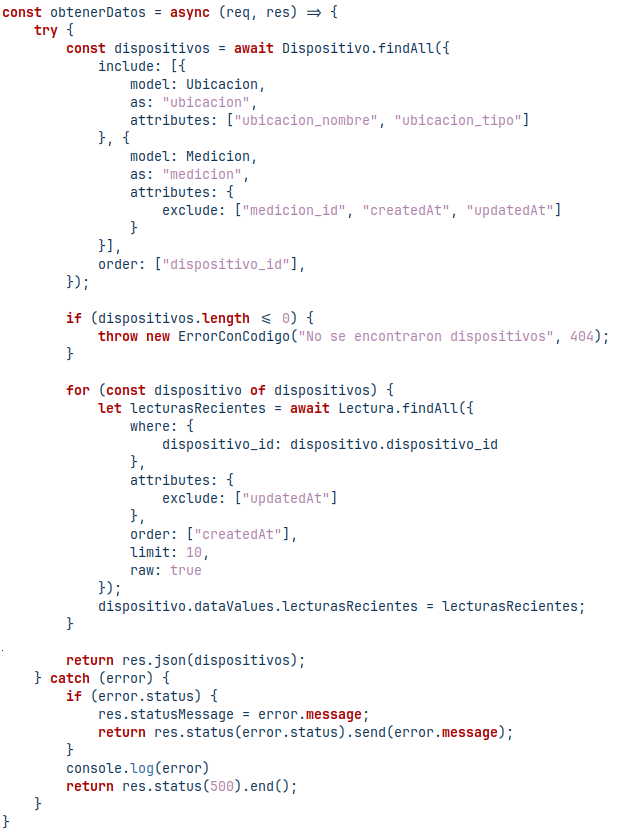 const obtenerDatos = async (req, res) => {
    try {
        const dispositivos = await Dispositivo.findAll({
            include: [{
                model: Ubicacion,
                as: "ubicacion",
                attributes: ["ubicacion_nombre", "ubicacion_tipo"]
            }, {
                model: Medicion,
                as: "medicion",
                attributes: {
                    exclude: ["medicion_id", "createdAt", "updatedAt"]
                }
            }],
            order: ["dispositivo_id"],
        });

        if (dispositivos.length <= 0) {
            throw new ErrorConCodigo("No se encontraron dispositivos", 404);
        }

        for (const dispositivo of dispositivos) {
            let lecturasRecientes = await Lectura.findAll({
                where: {
                    dispositivo_id: dispositivo.dispositivo_id
                },
                attributes: {
                    exclude: ["updatedAt"]
                },
                order: ["createdAt"],
                limit: 10,
                raw: true
            });
            dispositivo.dataValues.lecturasRecientes = lecturasRecientes;
        }

        return res.json(dispositivos);
    } catch (error) {
        if (error.status) {
            res.statusMessage = error.message;
            return res.status(error.status).send(error.message);
        }
        console.log(error)
        return res.status(500).end();
    }
}